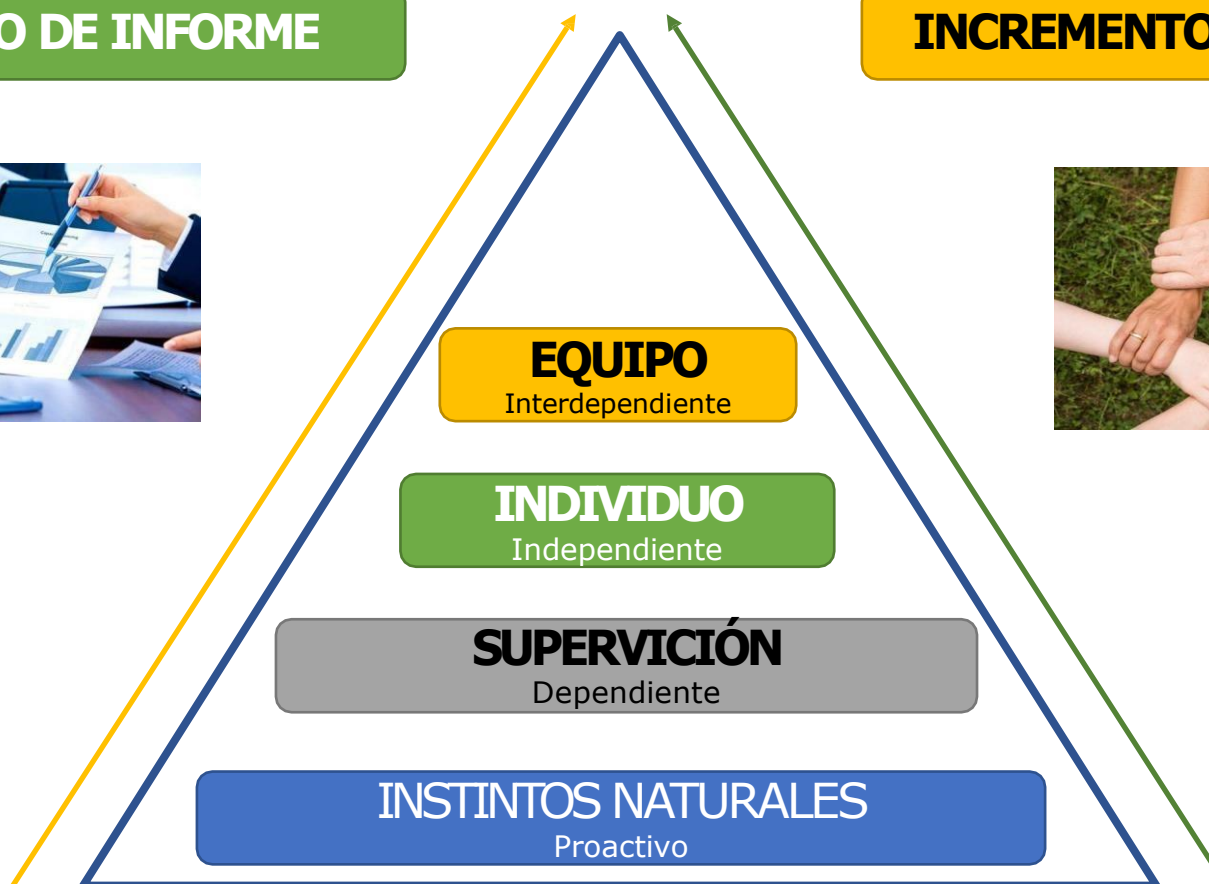 O DE INFORME
INCREMENTO
EQUIPO
Interdependiente
INDIVIDUO
Independiente
SUPERVICIÓN
Dependiente
INSTINTOS NATURALES
Proactivo